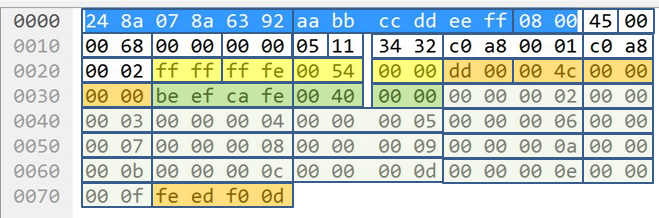 0000 24 8a 07 8a 63 92 aa bb cc dd ee ff 08 00 45 00
0010 00 68 00 00 00 00 05 11 34 32 c0 a8 00 01 c0 a8
0020 00 02 ff ff ff fe 00 54 00 00 dd 00 00 4c 00 00
0030 00 00 be ef ca fe 00 40 00 00 00 00 00 02 00 00
0040 00 03 00 00 00 04 00 00 00 05 00 00 00 06 00 00
0050 00 07 00 00 00 08 00 00 00 09 00 00 00 0a 00 00
0060 00 0b 00 00 00 0c 00 00 00 0d 00 00 00 0e 00 00
0070 00 0f fe ed f0 0d